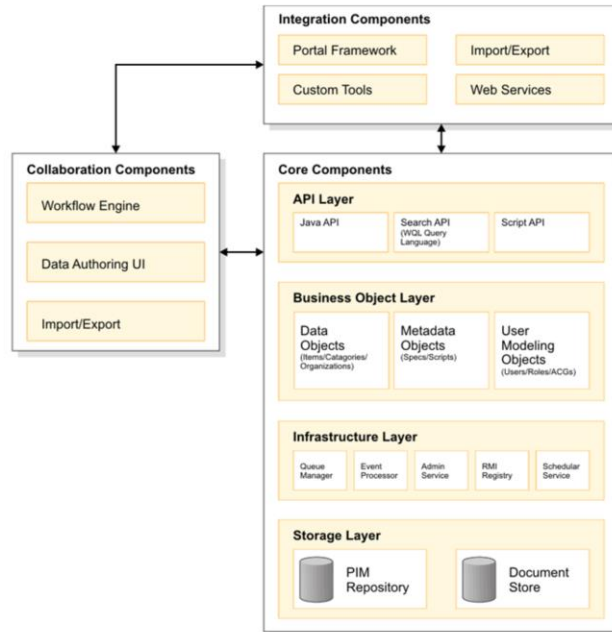 Integration Components
Portal Framework
Import/Export
Custom Tools
Web Services
Collaboration Components
Workflow Engine
Data Authoring UI
Import/Export
Core Components
API Layer
Java API
Search API
(WQL Query
Language)
Script API
Business Object Layer
Data
Objects
(Items/Catagories/
Organizations)
Metadata
Objects
(Specs/Scripts)
User
Modeling
Objects
(Users/Roles/ACGs)
Infrastructure Layer
Queue
Manager
Event
Processor
Admin
Service
RMI
Registry
Schedular
Service
Storage Layer
PIM
Repository
Document
Store